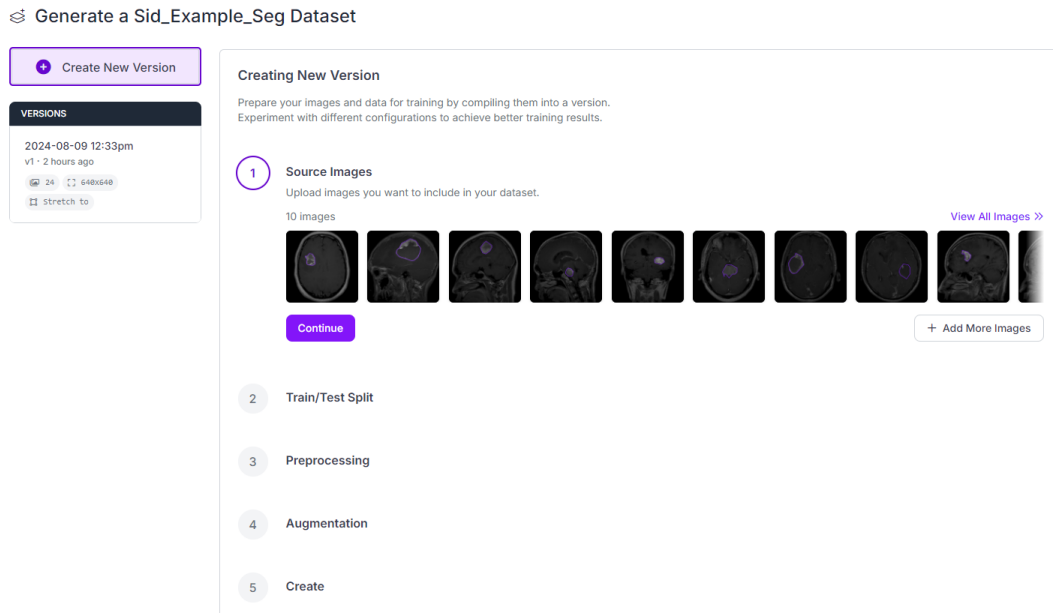 Generate a Sid_Example_Seg Dataset
Create New Version
VERSIONS
2024-08-09 12:33pm
v1 · 2 hours ago
24 640x640
Stretch to
Creating New Version
Prepare your images and data for training by compiling them into a version.
Experiment with different configurations to achieve better training results.
1 Source Images
Upload images you want to include in your dataset.
10 images
View All Images
Continue
Add More Images
2 Train/Test Split
3 Preprocessing
4 Augmentation
5 Create